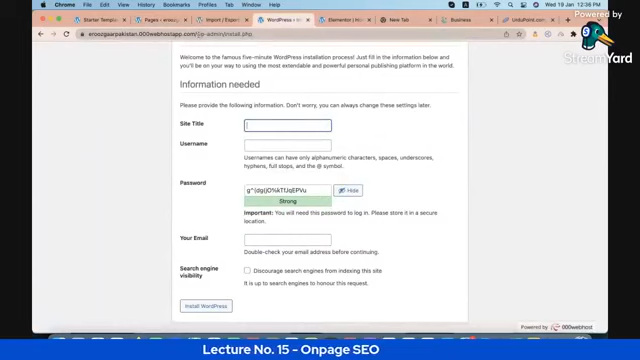 Chrome File Edit View History Bookmarks Profiles Tab Window Help
Wed 19 Jan 12:36 PM
Starter Templa
Pages ‹ erooz
Import / Export
WordPress ›
Elementor ‹
New Tab
Business
UrduPoint.com
Powered by
StreamYard
eroozgaarpakistan.000webhostapp.com
admin/install.php
Welcome to the famous five-minute WordPress installation process! Just fill in the information below and
you'll be on your way to using the most extendable and powerful personal publishing platform in the world.
Information needed
Please provide the following information. Don't worry, you can always change these settings later.
Site Title
Username
Usernames can have only alphanumeric characters, spaces, underscores,
hyphens, full stops, and the @ symbol.
Password
Hide
Strong
Important: You will need this password to log in. Please store it in a secure
location.
Your Email
Double-check your email address before continuing.
Search engine
visibility
Discourage search engines from indexing this site
It is up to search engines to honour this request.
Install WordPress
Powered by 000webhost
Lecture No. 15 - Onpage SEO